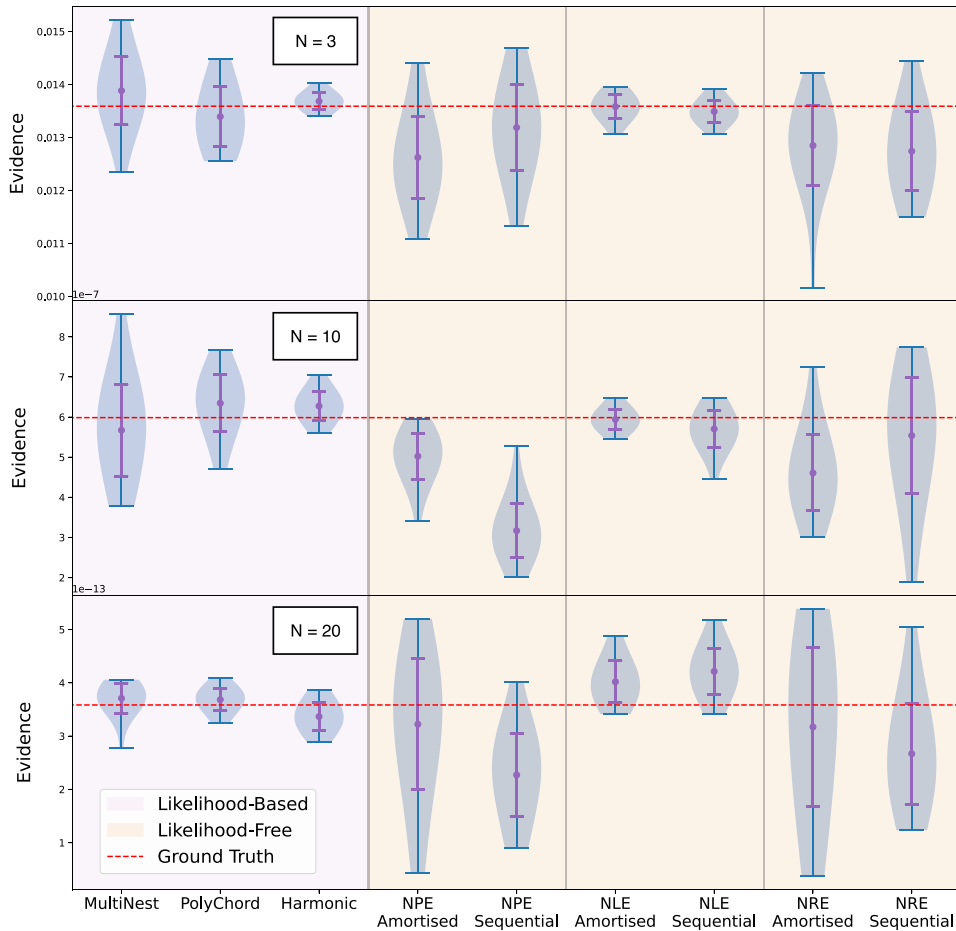 N = 3
Evidence
0.015
0.014
0.013
0.012
0.011
0.010
1e−7
N = 10
Evidence
8
7
6
5
4
3
2
1e−13
N = 20
Evidence
5
4
3
2
1
Likelihood-Based
Likelihood-Free
Ground Truth
MultiNest PolyChord Harmonic NPE NPE NLE NLE NRE NRE
Amortised Sequential Amortised Sequential Amortised Sequential